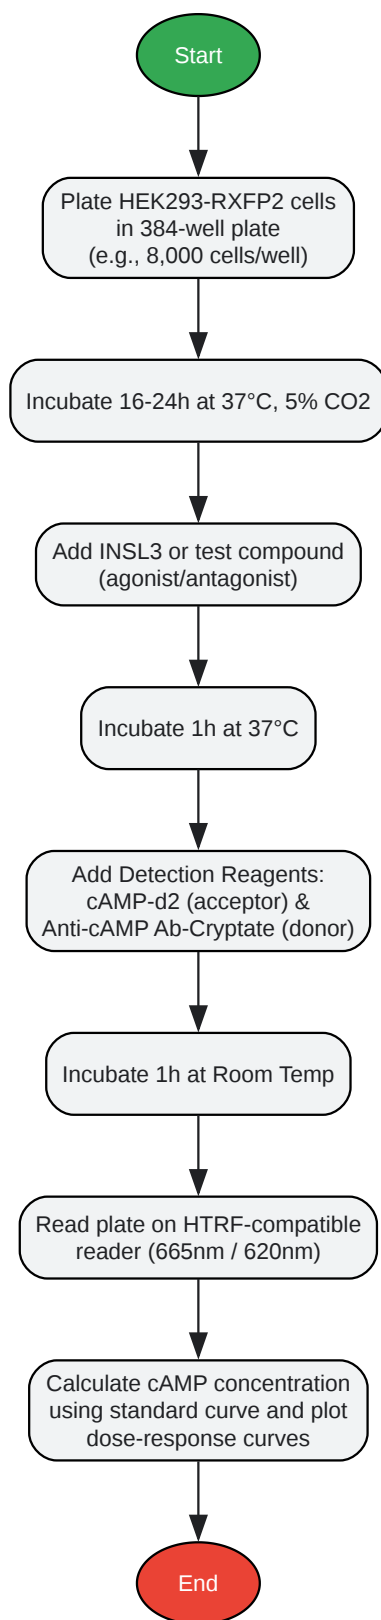 Start
Plate HEK293-RXFP2 cells
in 384-well plate
(e.g., 8,000 cells/well)
Incubate 16-24h at 37°C, 5% CO2
Add INSL3 or test compound
(agonist/antagonist)
Incubate 1h at 37°C
Add Detection Reagents:
cAMP-d2 (acceptor) &
Anti-cAMP Ab-Cryptate (donor)
Incubate 1h at Room Temp
Read plate on HTRF-compatible
reader (665nm / 620nm)
Calculate cAMP concentration
using standard curve and plot
dose-response curves
End